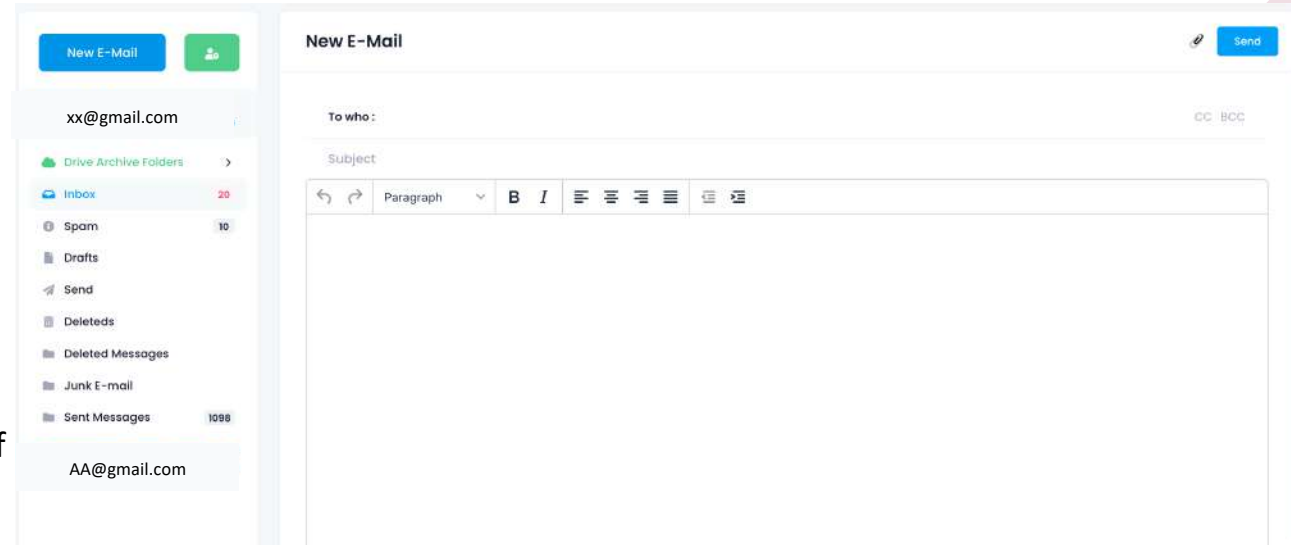 New E-Mail
xx@gmail.com
Drive Archive Folders
Inbox 20
Spam 10
Drafts
Send
Deleteds
Deleted Messages
Junk E-mail
Sent Messages 1098
f
AA@gmail.com
New E-Mail
Send
To who :
CC BCC
Subject
Paragraph
B I